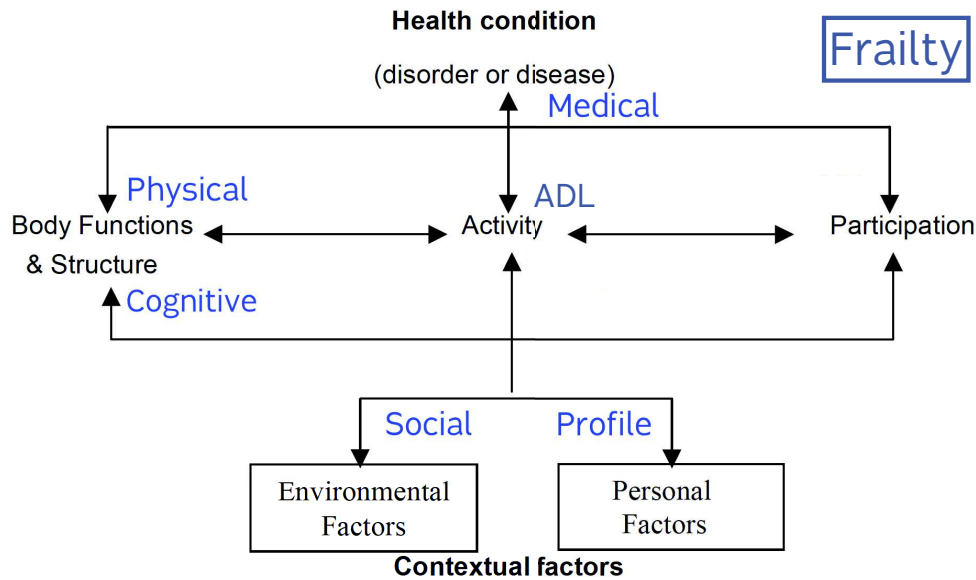 Health condition
Frailty
(disorder or disease)
Medical
Physical
ADL
Body Functions
& Structure
Activity
Participation
Cognitive
Social
Profile
Environmental
Factors
Personal
Factors
Contextual factors